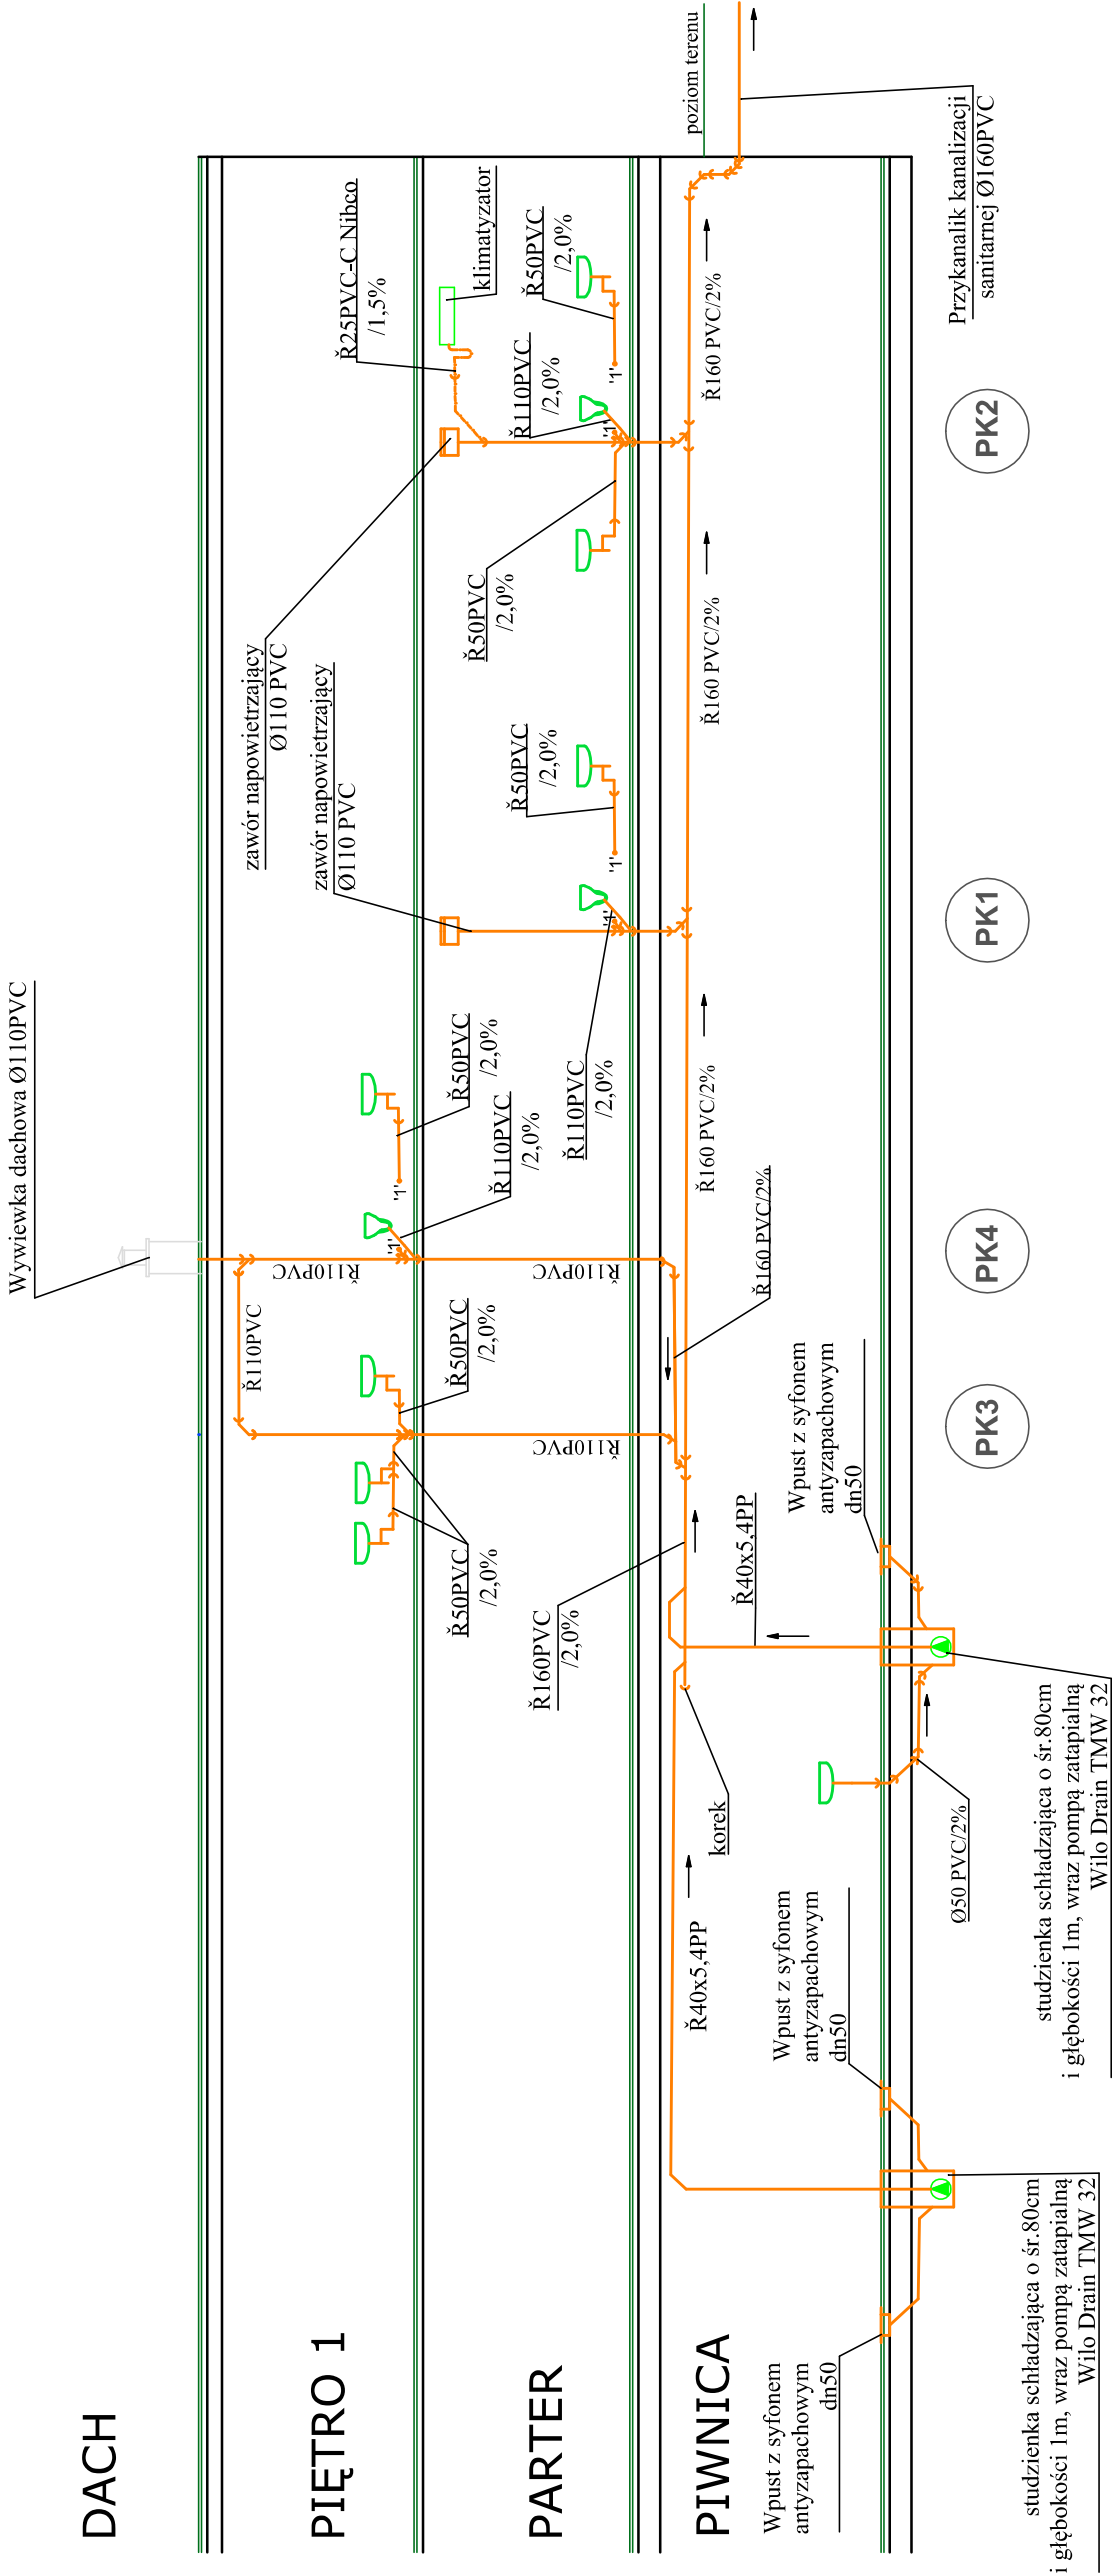 DACH
Wywiewka dachowa Ø110PVC
PIĘTRO 1
Ř110PVC
Ř110PVC
zawór napowietrzający
Ø110 PVC
zawór napowietrzający
Ø110 PVC
Ř25PVC-C Nibco
/1,5%
klimatyzator
'1'
'1'
Ř50PVC
/2,0%
Ř50PVC
/2,0%
Ř50PVC
/2,0%
Ř110PVC
/2,0%
PARTER
Ř110PVC
Ř110PVC
Ř110PVC
/2,0%
Ř50PVC
/2,0%
'1'
'1'
Ř50PVC
/2,0%
Ř110PVC
/2,0%
Ř50PVC
/2,0%
'1'
'1'
PIWNICA
Ř160PVC
/2,0%
Ř160 PVC/2%
Ř160 PVC/2%
Ř160 PVC/2%
Ř160 PVC/2%
poziom terenu
Przykanalik kanalizacji
sanitarnej Ø160PVC
Ř40x5,4PP
korek
Ř40x5,4PP
Wpust z syfonem
antyzapachowym
dn50
Wpust z syfonem
antyzapachowym
dn50
Wpust z syfonem
antyzapachowym
dn50
Ø50 PVC/2%
PK3
PK4
PK1
PK2
studzienka schładzająca o śr.80cm
i głębokości 1m, wraz pompą zatapialną
Wilo Drain TMW 32
studzienka schładzająca o śr.80cm
i głębokości 1m, wraz pompą zatapialną
Wilo Drain TMW 32